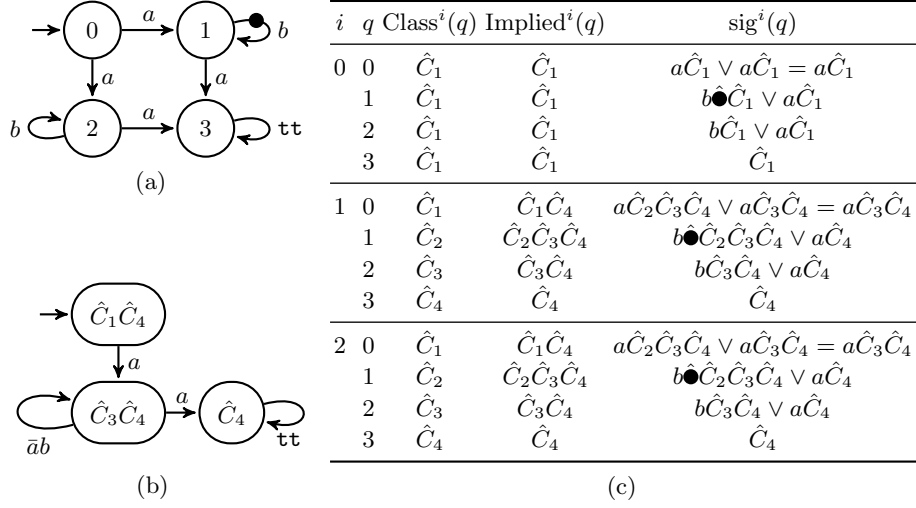 0
a
1
b
a
a
b
2
a
3
tt
(a)
Ĉ₁Ĉ₄
a
Ĉ₃Ĉ₄
a
Ĉ₄
āb
tt
(b)
i q Classⁱ(q) Impliedⁱ(q) sigⁱ(q)
0 0 Ĉ₁ Ĉ₁ aĈ₁ ∨ aĈ₁ = aĈ₁
1 Ĉ₁ Ĉ₁ b●̂Ĉ₁ ∨ aĈ₁
2 Ĉ₁ Ĉ₁ bĈ₁ ∨ aĈ₁
3 Ĉ₁ Ĉ₁ Ĉ₁
1 0 Ĉ₁ Ĉ₁Ĉ₄ aĈ₂Ĉ₃Ĉ₄ ∨ aĈ₃Ĉ₄ = aĈ₃Ĉ₄
1 Ĉ₂ Ĉ₂Ĉ₃Ĉ₄ b●̂Ĉ₂Ĉ₃Ĉ₄ ∨ aĈ₄
2 Ĉ₃ Ĉ₃Ĉ₄ bĈ₃Ĉ₄ ∨ aĈ₄
3 Ĉ₄ Ĉ₄ Ĉ₄
2 0 Ĉ₁ Ĉ₁Ĉ₄ aĈ₂Ĉ₃Ĉ₄ ∨ aĈ₃Ĉ₄ = aĈ₃Ĉ₄
1 Ĉ₂ Ĉ₂Ĉ₃Ĉ₄ b●̂Ĉ₂Ĉ₃Ĉ₄ ∨ aĈ₄
2 Ĉ₃ Ĉ₃Ĉ₄ bĈ₃Ĉ₄ ∨ aĈ₄
3 Ĉ₄ Ĉ₄ Ĉ₄
(c)